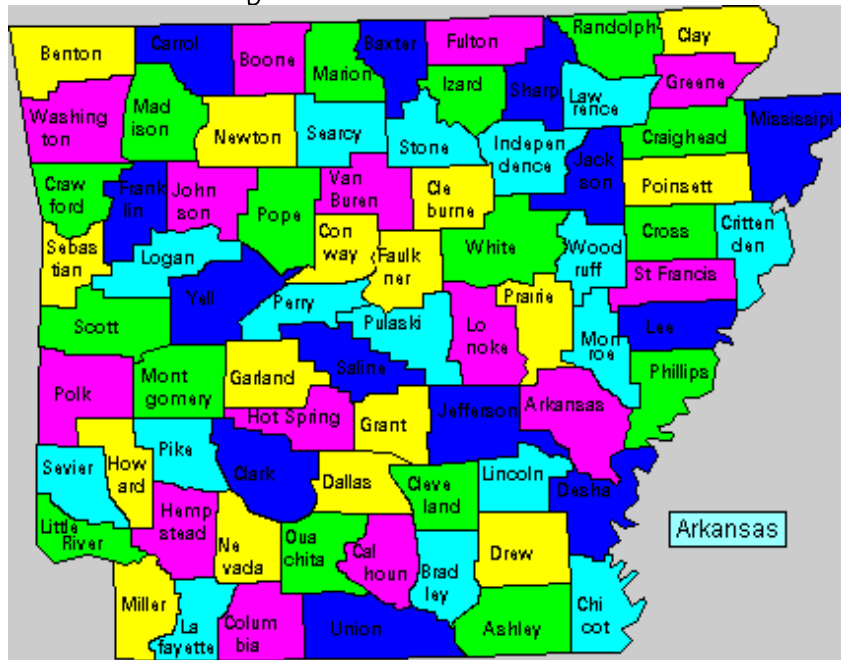 Benton
Carrol
Boone
Marion
Baxter
Fulton
Randolph
Clay
Washing
ton
Mad
ison
Newton
Searcy
Stone
Izard
Sharp
Law
rence
Greene
Indepen
dence
Jack
son
Craighead
Mississipi
Craw
ford
Frank
lin
John
son
Pope
Van
Buren
Cle
burne
Poinsett
Sebas
tian
Logan
Con
way
Faulk
ner
White
Wood
ruff
Cross
Critten
den
St Francis
Yell
Perry
Pulaski
Lo
noke
Prairie
Mon
roe
Lee
Scott
Saline
Phillips
Polk
Mont
gomery
Garland
Hot Spring
Grant
Jefferson
Arkansas
Sevier
How
ard
Pike
Clark
Dallas
Cleve
land
Lincoln
Desha
Little
River
Hemp
stead
Ne
vada
Oua
chita
Cal
houn
Brad
ley
Drew
Arkansas
Miller
La
fayette
Colum
bia
Union
Ashley
Chi
cot